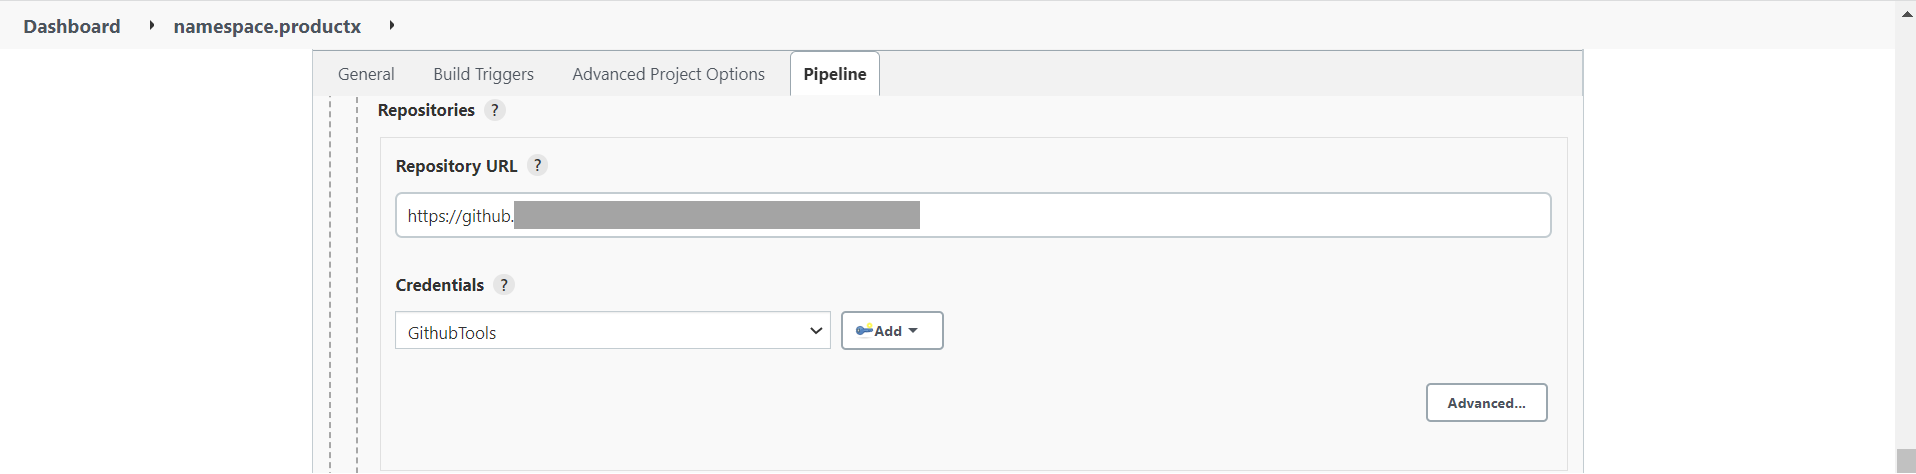 Dashboard namespace.productx
General Build Triggers Advanced Project Options Pipeline
Repositories ?
Repository URL ?
https://github.
Credentials ?
GithubTools Add
Advanced...